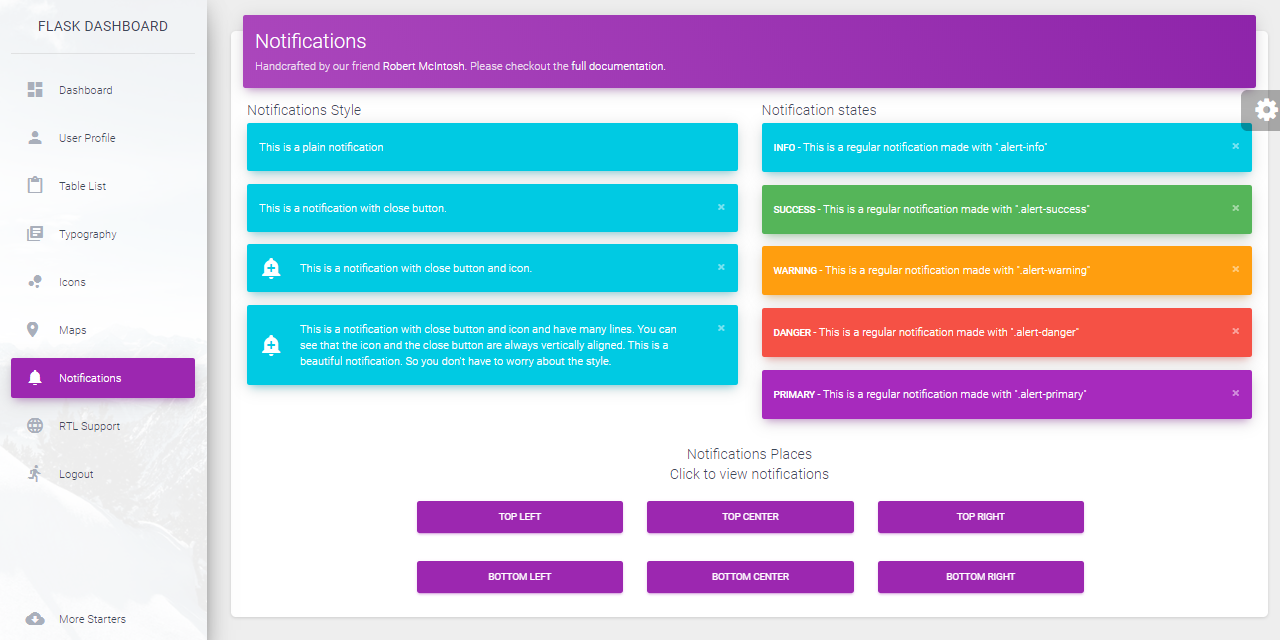 FLASK DASHBOARD
Dashboard
User Profile
Table List
Typography
Icons
Maps
Notifications
RTL Support
Logout
More Starters
Notifications
Handcrafted by our friend Robert McIntosh. Please checkout the full documentation.
Notifications Style
This is a plain notification
This is a notification with close button.
×
This is a notification with close button and icon.
×
This is a notification with close button and icon and have many lines. You can
×
see that the icon and the close button are always vertically aligned. This is a
beautiful notification. So you don't have to worry about the style.
Notification states
INFO - This is a regular notification made with ".alert-info"
×
SUCCESS - This is a regular notification made with ".alert-success"
×
WARNING - This is a regular notification made with ".alert-warning"
×
DANGER - This is a regular notification made with ".alert-danger"
×
PRIMARY - This is a regular notification made with ".alert-primary"
×
Notifications Places
Click to view notifications
TOP LEFT
TOP CENTER
TOP RIGHT
BOTTOM LEFT
BOTTOM CENTER
BOTTOM RIGHT